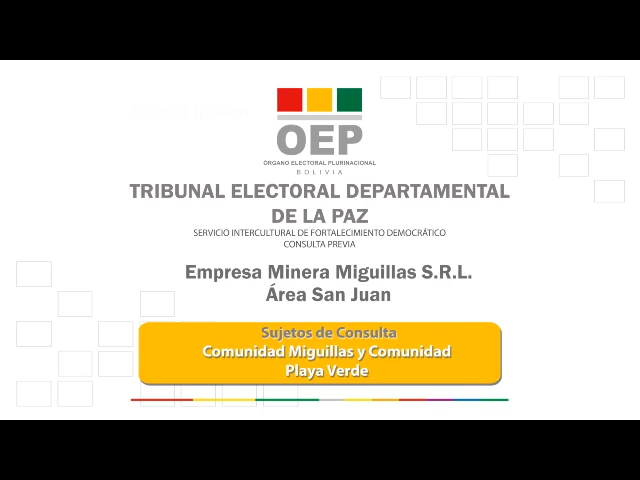 OEP
ÓRGANO ELECTORAL PLURINACIONAL
BOLIVIA
TRIBUNAL ELECTORAL DEPARTAMENTAL
DE LA PAZ
SERVICIO INTERCULTURAL DE FORTALECIMIENTO DEMOCRÁTICO
CONSULTA PREVIA
Empresa Minera Miguillas S.R.L.
Área San Juan
Sujetos de Consulta
Comunidad Miguillas y Comunidad
Playa Verde